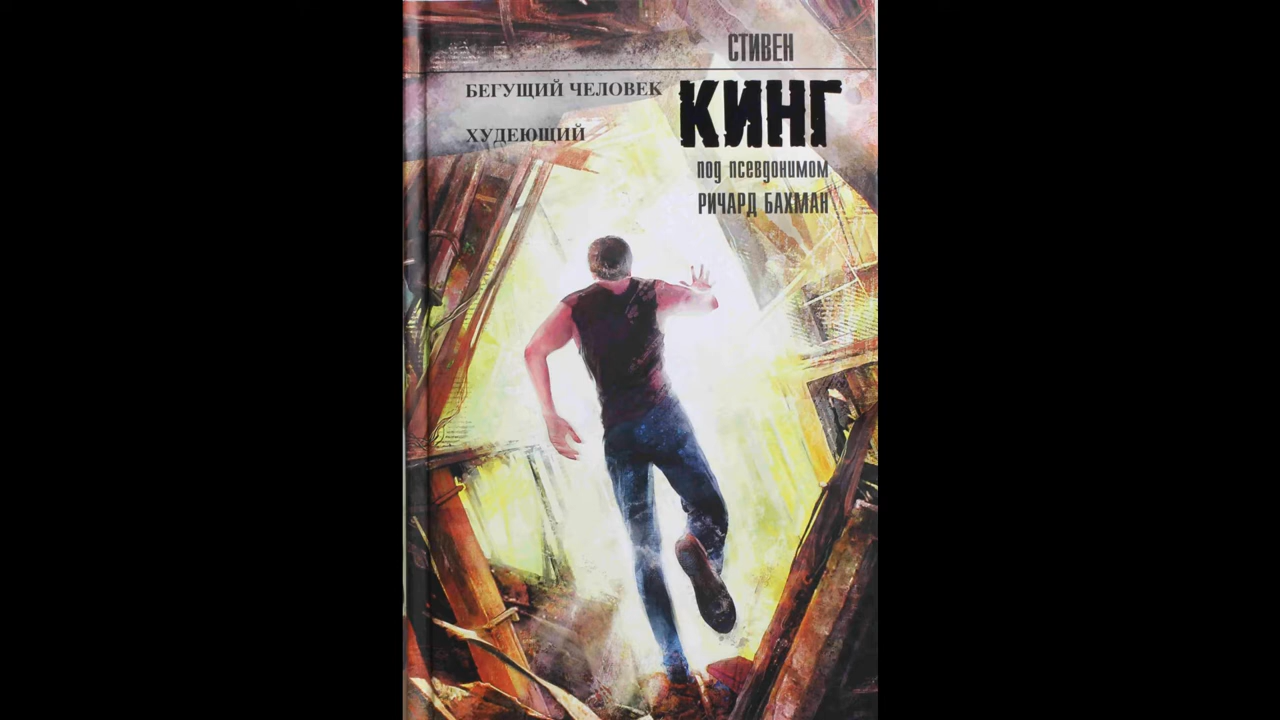 СТИВЕН
КИНГ
под псевдонимом
РИЧАРД БАХМАН
БЕГУЩИЙ ЧЕЛОВЕК
ХУДЕЮЩИЙ